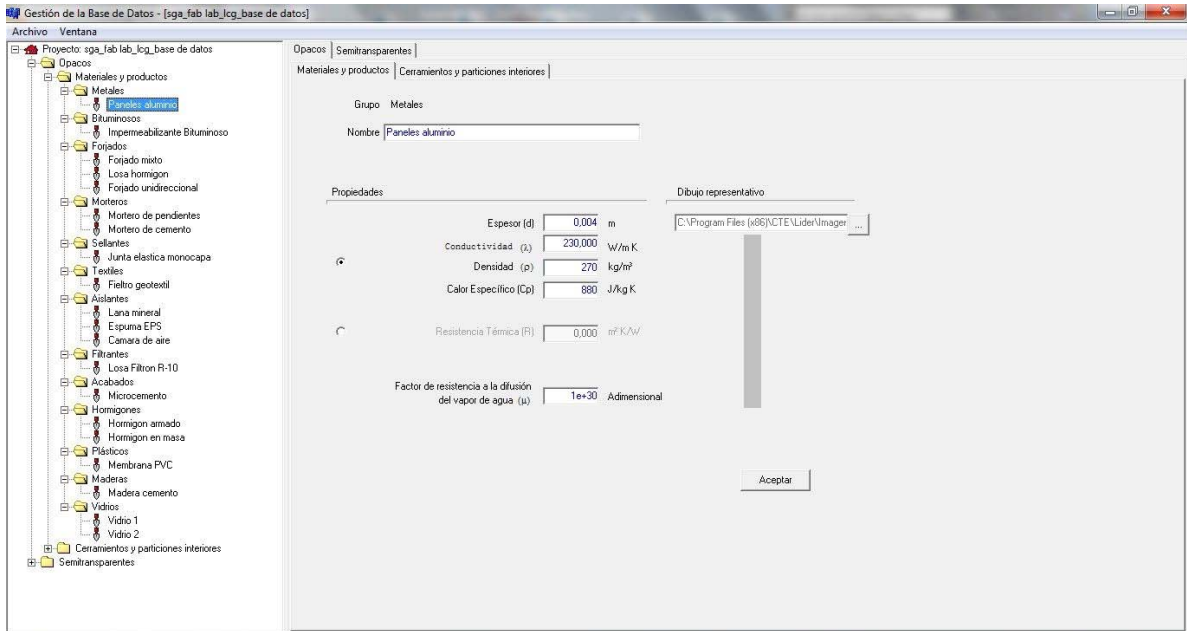 Gestión de la Base de Datos - [sga_fab lab_lcg_base de datos]
Archivo Ventana
Proyecto: sga_fab lab_lcg_base de datos
Opacos
Materiales y productos
Metales
Paneles aluminio
Bituminosos
Impermeabilizante Bituminoso
Forjados
Forjado mixto
Losa hormigon
Forjado unidireccional
Morteros
Mortero de pendientes
Mortero de cemento
Sellantes
Junta elastica monocapa
Textiles
Fieltro geotextil
Aislantes
Lana mineral
Espuma EPS
Camara de aire
Filtrantes
Losa Filtron R-10
Acabados
Microcemento
Hormigones
Hormigon armado
Hormigon en masa
Plásticos
Membrana PVC
Maderas
Madera cemento
Vidrios
Vidrio 1
Vidrio 2
Cerramientos y particiones interiores
Semitransparentes
Opacos Semitransparentes
Materiales y productos Cerramientos y particiones interiores
Grupo Metales
Nombre Paneles aluminio
Propiedades
Espesor (d) 0,004 m
Conductividad (λ) 230,000 W/m K
Densidad (ρ) 270 kg/m³
Calor Específico (Cp) 880 J/kg K
Resistencia Térmica (R) 0,000 m² K/W
Factor de resistencia a la difusión
del vapor de agua (μ) 1e+30 Adimensional
Dibujo representativo
C:\Program Files (x86)\CTE\Lider\Imager ...
Aceptar